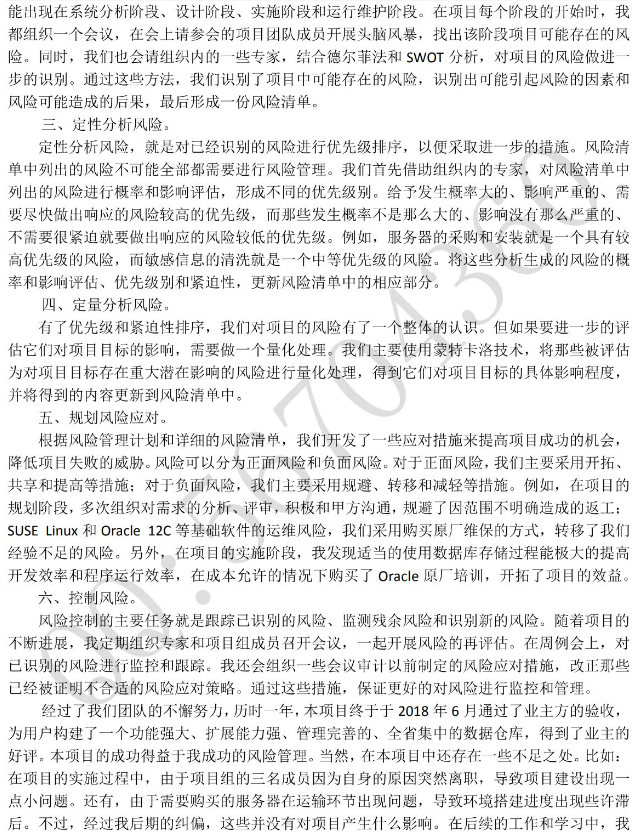 能出现在系统分析阶段、设计阶段、实施阶段和运行维护阶段。在项目每个阶段的开始时，我
都组织一个会议，在会上请参会的项目团队成员开展头脑风暴，找出该阶段项目可能存在的风
险。同时，我们也会请组织内的一些专家，结合德尔菲法和 SWOT 分析，对项目的风险做进一
步的识别。通过这些方法，我们识别了项目中可能存在的风险，识别出可能引起风险的因素和
风险可能造成的后果，最后形成一份风险清单。
三、定性分析风险。
定性分析风险，就是对已经识别的风险进行优先级排序，以便采取进一步的措施。风险清
单中列出的风险不可能全部都需要进行风险管理。我们首先借助组织内的专家，对风险清单中
列出的风险进行概率和影响评估，形成不同的优先级别。给予发生概率大的、影响严重的、需
要尽快做出响应的风险较高的优先级，而那些发生概率不是那么大的、影响没有那么严重的、
不需要很紧迫就要做出响应的风险较低的优先级。例如，服务器的采购和安装就是一个具有较
高优先级的风险，而敏感信息的清洗就是一个中等优先级的风险。将这些分析生成的风险的概
率和影响评估、优先级别和紧迫性，更新风险清单中的相应部分。
四、定量分析风险。
有了优先级和紧迫性排序，我们对项目的风险有了一个整体的认识。但如果要进一步的评
估它们对项目目标的影响，需要做一个量化处理。我们主要使用蒙特卡洛技术，将那些被评估
为对项目目标存在重大潜在影响的风险进行量化处理，得到它们对项目目标的具体影响程度，
并将得到的内容更新到风险清单中。
五、规划风险应对。
根据风险管理计划和详细的风险清单，我们开发了一些应对措施来提高项目成功的机会，
降低项目失败的威胁。风险可以分为正面风险和负面风险。对于正面风险，我们主要采用开拓、
共享和提高等措施；对于负面风险，我们主要采用规避、转移和减轻等措施。例如，在项目的
规划阶段，多次组织对需求的分析、评审，积极和甲方沟通，规避了因范围不明确造成的返工；
SUSE Linux 和 Oracle 12C 等基础软件的运维风险，我们采用购买原厂维保的方式，转移了我们
经验不足的风险。另外，在项目的实施阶段，我发现适当的使用数据库存储过程能极大的提高
开发效率和程序运行效率，在成本允许的情况下购买了 Oracle 原厂培训，开拓了项目的效益。
六、控制风险。
风险控制的主要任务就是跟踪已识别的风险、监测残余风险和识别新的风险。随着项目的
不断进展，我定期组织专家和项目组成员召开会议，一起开展风险的再评估。在周例会上，对
已识别的风险进行监控和跟踪。我还会组织一些会议审计以前制定的风险应对措施，改正那些
已经被证明不合适的风险应对策略。通过这些措施，保证更好的对风险进行监控和管理。
经过了我们团队的不懈努力，历时一年，本项目终于于 2018 年 6 月通过了业主方的验收，
为用户构建了一个功能强大、扩展能力强、管理完善的、全省集中的数据仓库，得到了业主的
好评。本项目的成功得益于我成功的风险管理。当然，在本项目中还存在一些不足之处。比如：
在项目的实施过程中，由于项目组的三名成员因为自身的原因突然离职，导致项目建设出现一
点小问题。还有，由于需要购买的服务器在运输环节出现问题，导致环境搭建进度出现些许滞
后。不过，经过我后期的纠偏，这些并没有对项目产生什么影响。在后续的工作和学习中，我